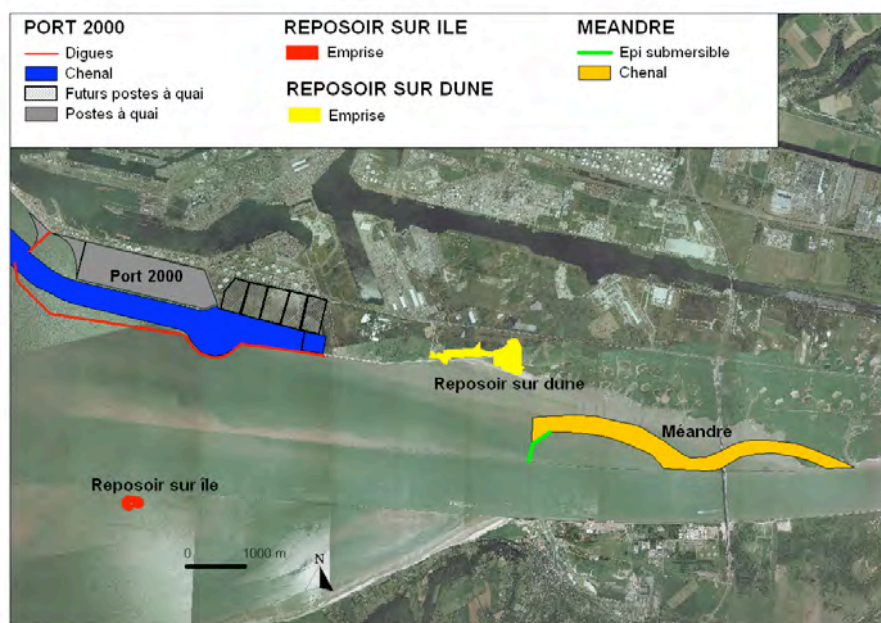 PORT 2000
Digues
Chenal
Futurs postes à quai
Postes à quai
REPOSOIR SUR ILE
Emprise
REPOSOIR SUR DUNE
Emprise
MEANDRE
Epi submersible
Chenal
Port 2000
Reposoir sur dune
Méandre
Reposoir sur île
0 1000 m
N